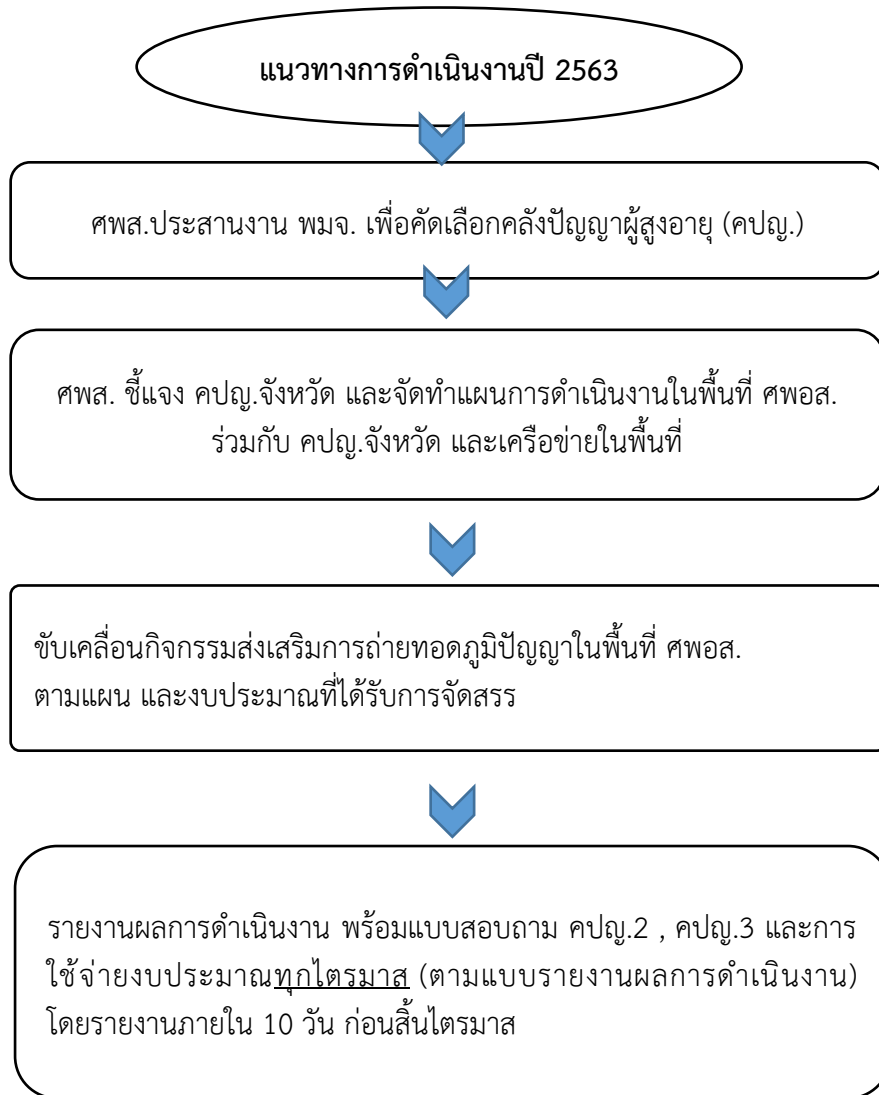 แนวทางการดำเนินงานปี 2563
ศพส.ประสานงาน พมจ. เพื่อคัดเลือกคลังปัญญาผู้สูงอายุ (คปญ.)
ศพส. ชี้แจง คปญ.จังหวัด และจัดทำแผนการดำเนินงานในพื้นที่ ศพอส.
ร่วมกับ คปญ.จังหวัด และเครือข่ายในพื้นที่
ขับเคลื่อนกิจกรรมส่งเสริมการถ่ายทอดภูมิปัญญาในพื้นที่ ศพอส.
ตามแผน และงบประมาณที่ได้รับการจัดสรร
รายงานผลการดำเนินงาน พร้อมแบบสอบถาม คปญ.2 , คปญ.3 และการ
ใช้จ่ายงบประมาณทุกไตรมาส (ตามแบบรายงานผลการดำเนินงาน)
โดยรายงานภายใน 10 วัน ก่อนสิ้นไตรมาส